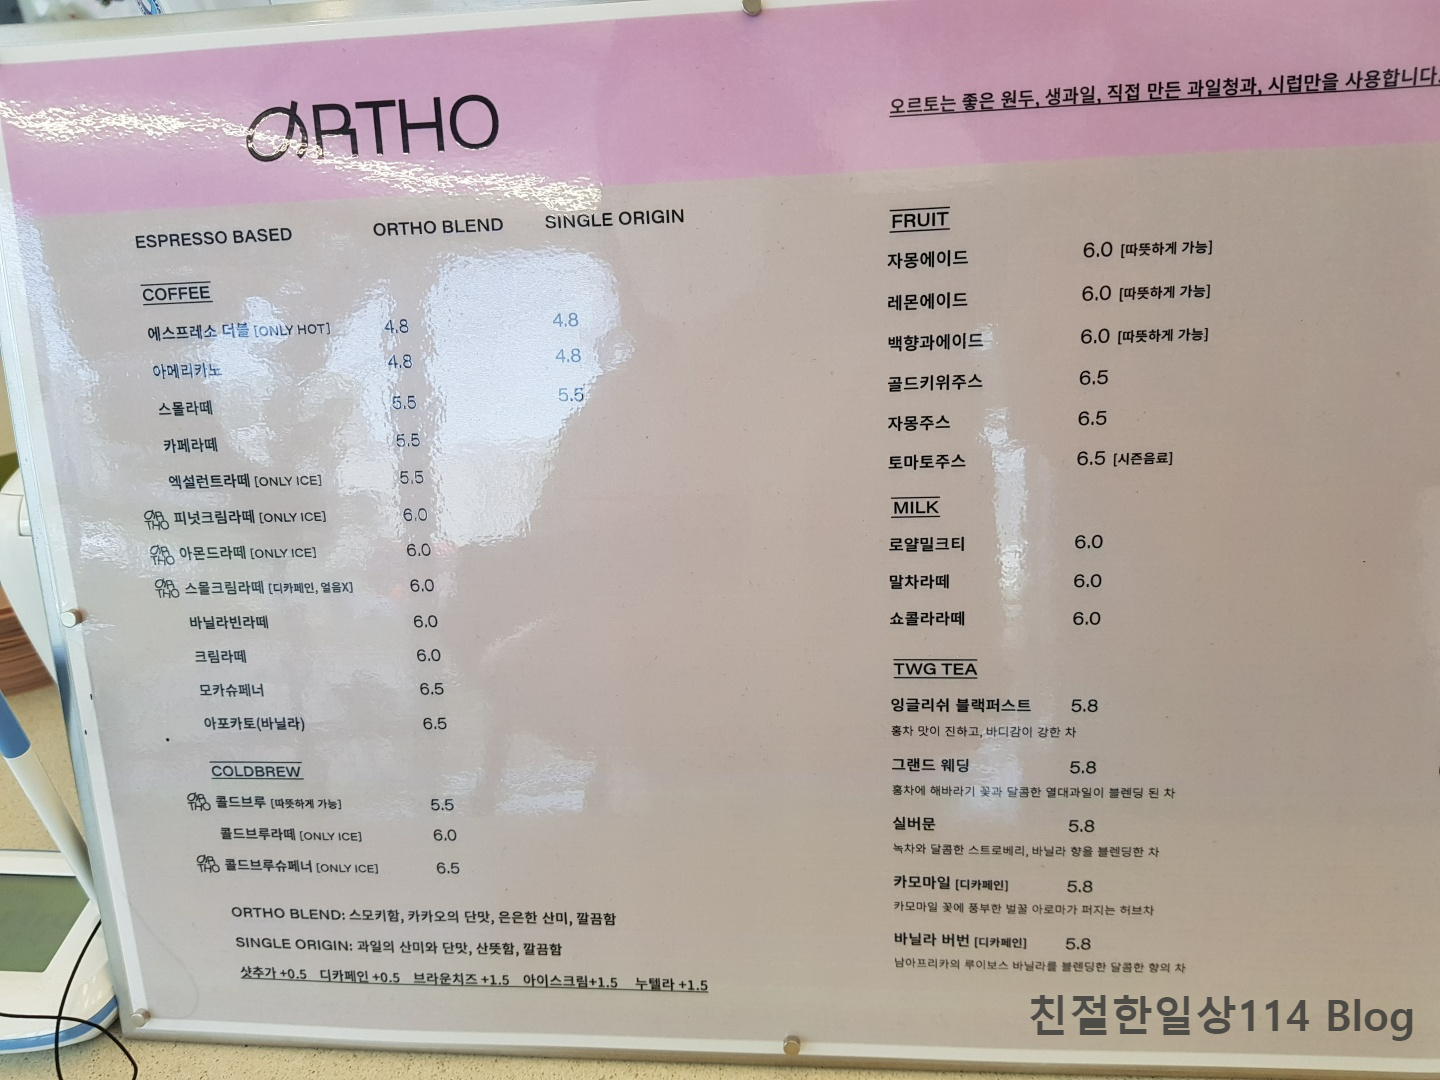 ORTHO
오르토는 좋은 원두, 생과일, 직접 만든 과일청과, 시럽만을 사용합니다.
ESPRESSO BASED ORTHO BLEND SINGLE ORIGIN
COFFEE
에스프레소 더블 [ONLY HOT] 4.8 4.8
아메리카노 4.8 4.8
스몰라떼 5.5 5.5
카페라떼 5.5
엑설런트라떼 [ONLY ICE] 5.5
ORTHO 피넛크림라떼 [ONLY ICE] 6.0
ORTHO 아몬드라떼 [ONLY ICE] 6.0
ORTHO 스몰크림라떼 [디카페인, 얼음X] 6.0
바닐라빈라떼 6.0
크림라떼 6.0
모카슈페너 6.5
아포카토(바닐라) 6.5
COLDBREW
ORTHO 콜드브루 [따뜻하게 가능] 5.5
콜드브루라떼 [ONLY ICE] 6.0
ORTHO 콜드브루슈페너 [ONLY ICE] 6.5
ORTHO BLEND: 스모키함, 카카오의 단맛, 은은한 산미, 깔끔함
SINGLE ORIGIN: 과일의 산미와 단맛, 산뜻함, 깔끔함
샷추가 +0.5 디카페인 +0.5 브라운치즈 +1.5 아이스크림+1.5 누텔라 +1.5
FRUIT
자몽에이드 6.0 [따뜻하게 가능]
레몬에이드 6.0 [따뜻하게 가능]
백향과에이드 6.0 [따뜻하게 가능]
골드키위주스 6.5
자몽주스 6.5
토마토주스 6.5 [시즌음료]
MILK
로얄밀크티 6.0
말차라떼 6.0
쇼콜라라떼 6.0
TWG TEA
잉글리쉬 블랙퍼스트 5.8
홍차 맛이 진하고, 바디감이 강한 차
그랜드 웨딩 5.8
홍차에 해바라기 꽃과 달콤한 열대과일이 블렌딩 된 차
실버문 5.8
녹차와 달콤한 스트로베리, 바닐라 향을 블렌딩한 차
카모마일 [디카페인] 5.8
카모마일 꽃에 풍부한 벌꿀 아로마가 퍼지는 허브차
바닐라 버번 [디카페인] 5.8
남아프리카의 루이보스 바닐라를 블렌딩한 달콤한 향의 차
친절한일상114 Blog